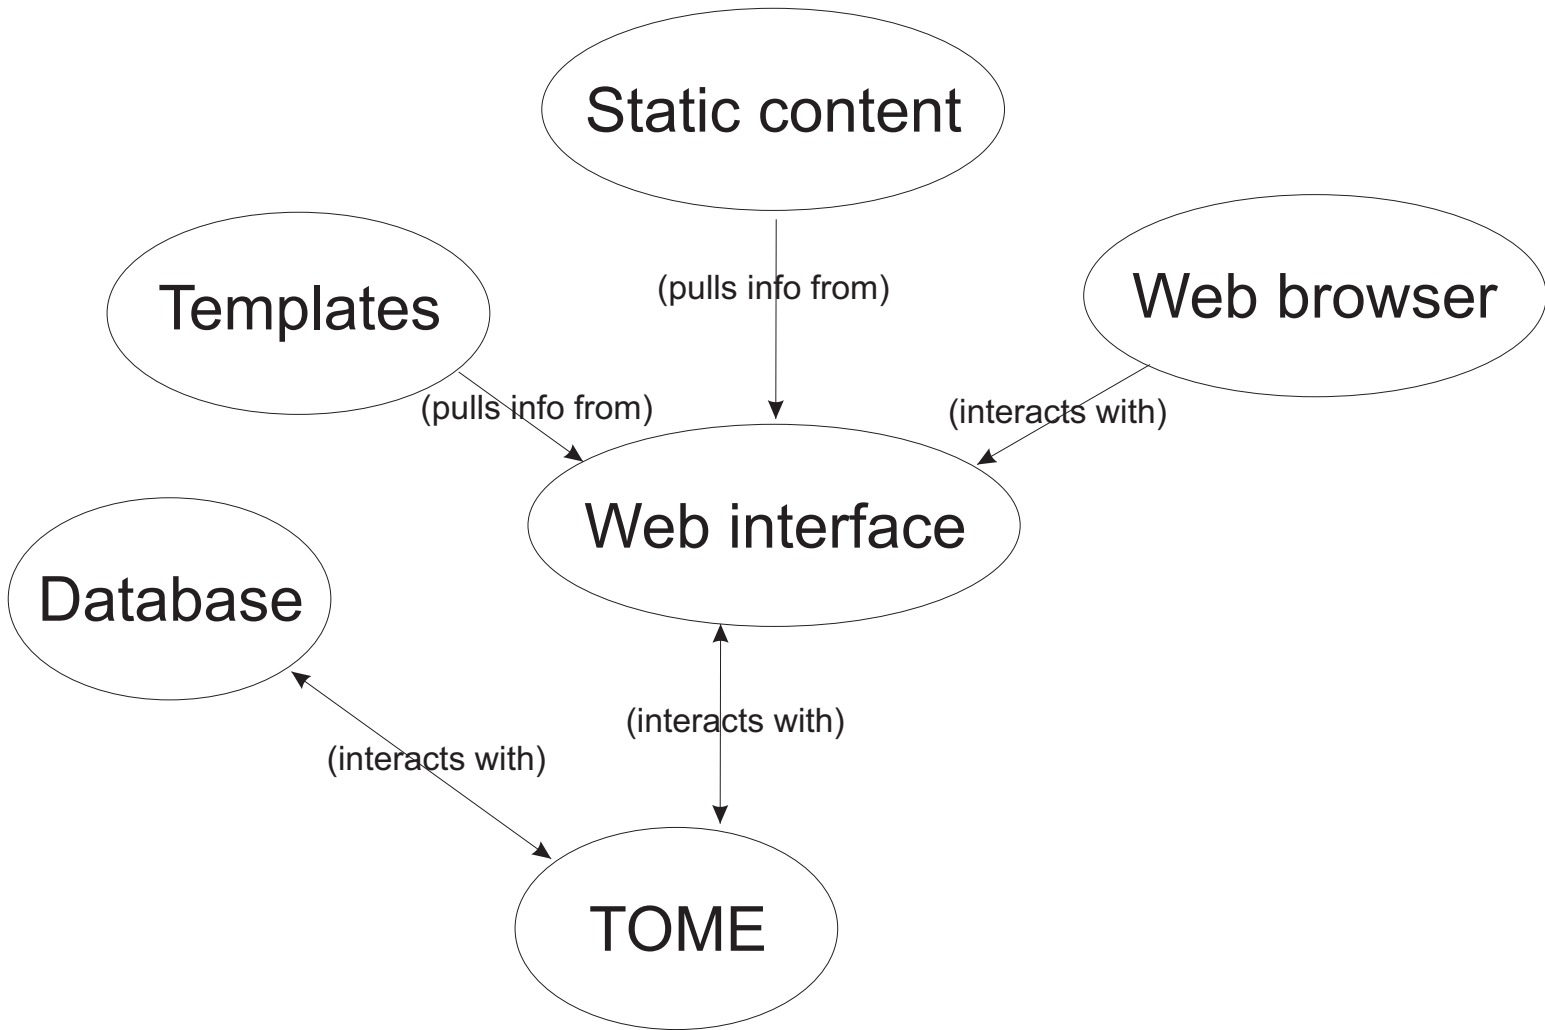 Static content
Templates
Web browser
(pulls info from)
(pulls info from)
(interacts with)
Web interface
Database
(interacts with)
(interacts with)
TOME